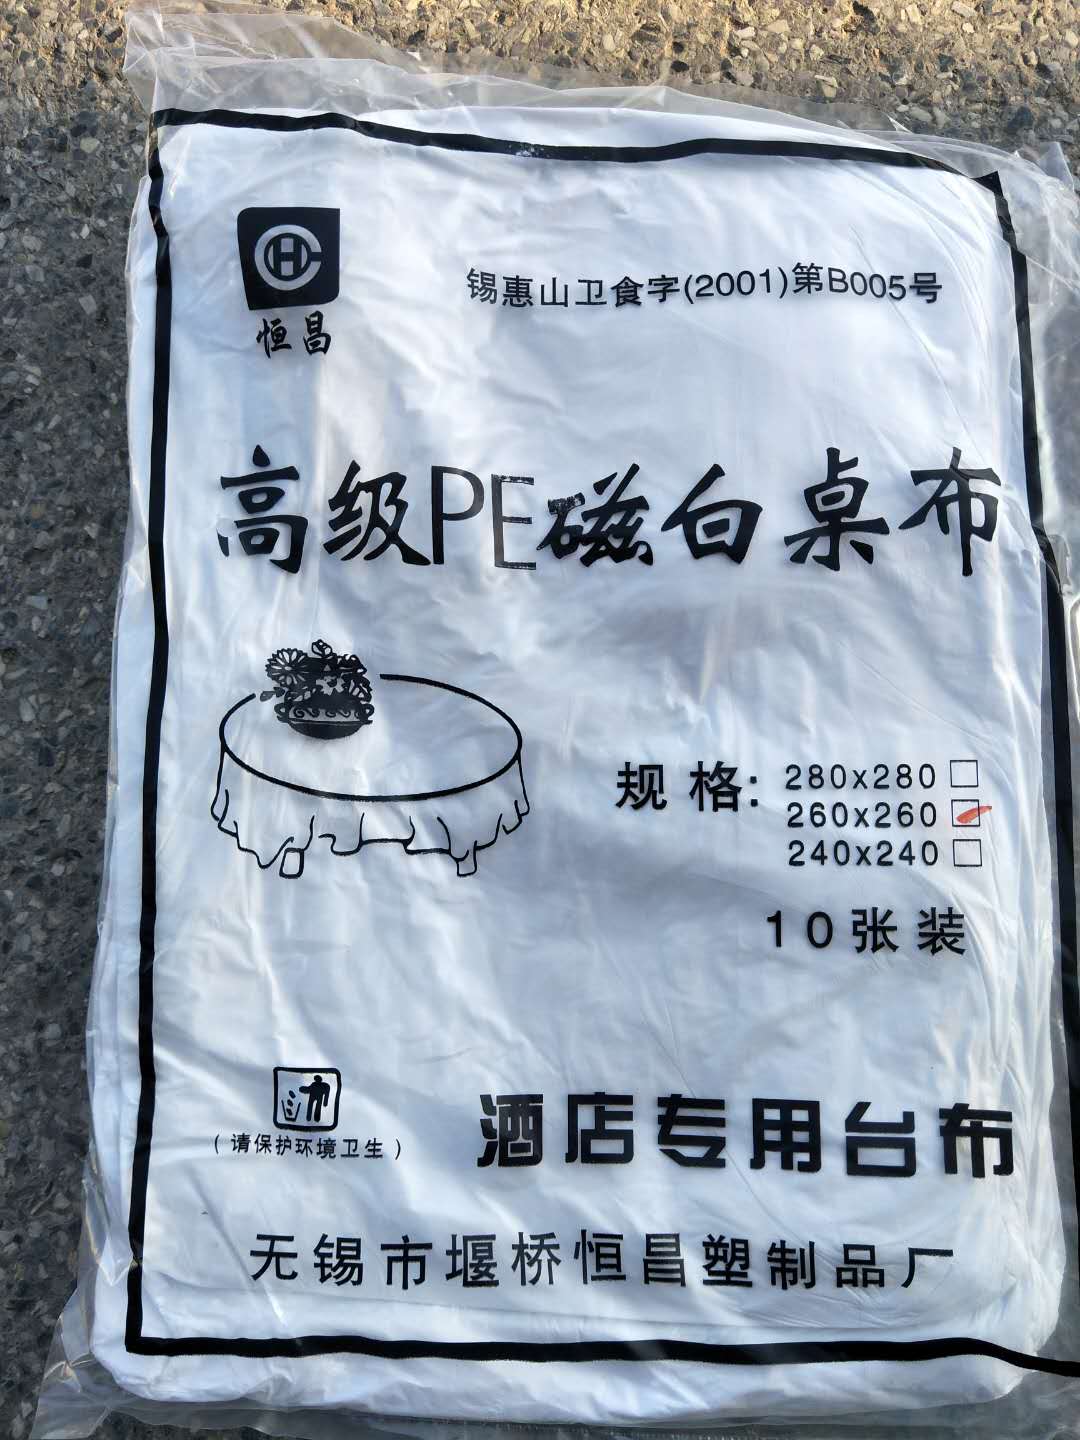 恒昌
锡惠山卫食字(2001)第B005号
高级PE磁白桌布
规格: 280x280
260x260
240x240
10张装
(请保护环境卫生)
酒店专用台布
无锡市堰桥恒昌塑制品厂